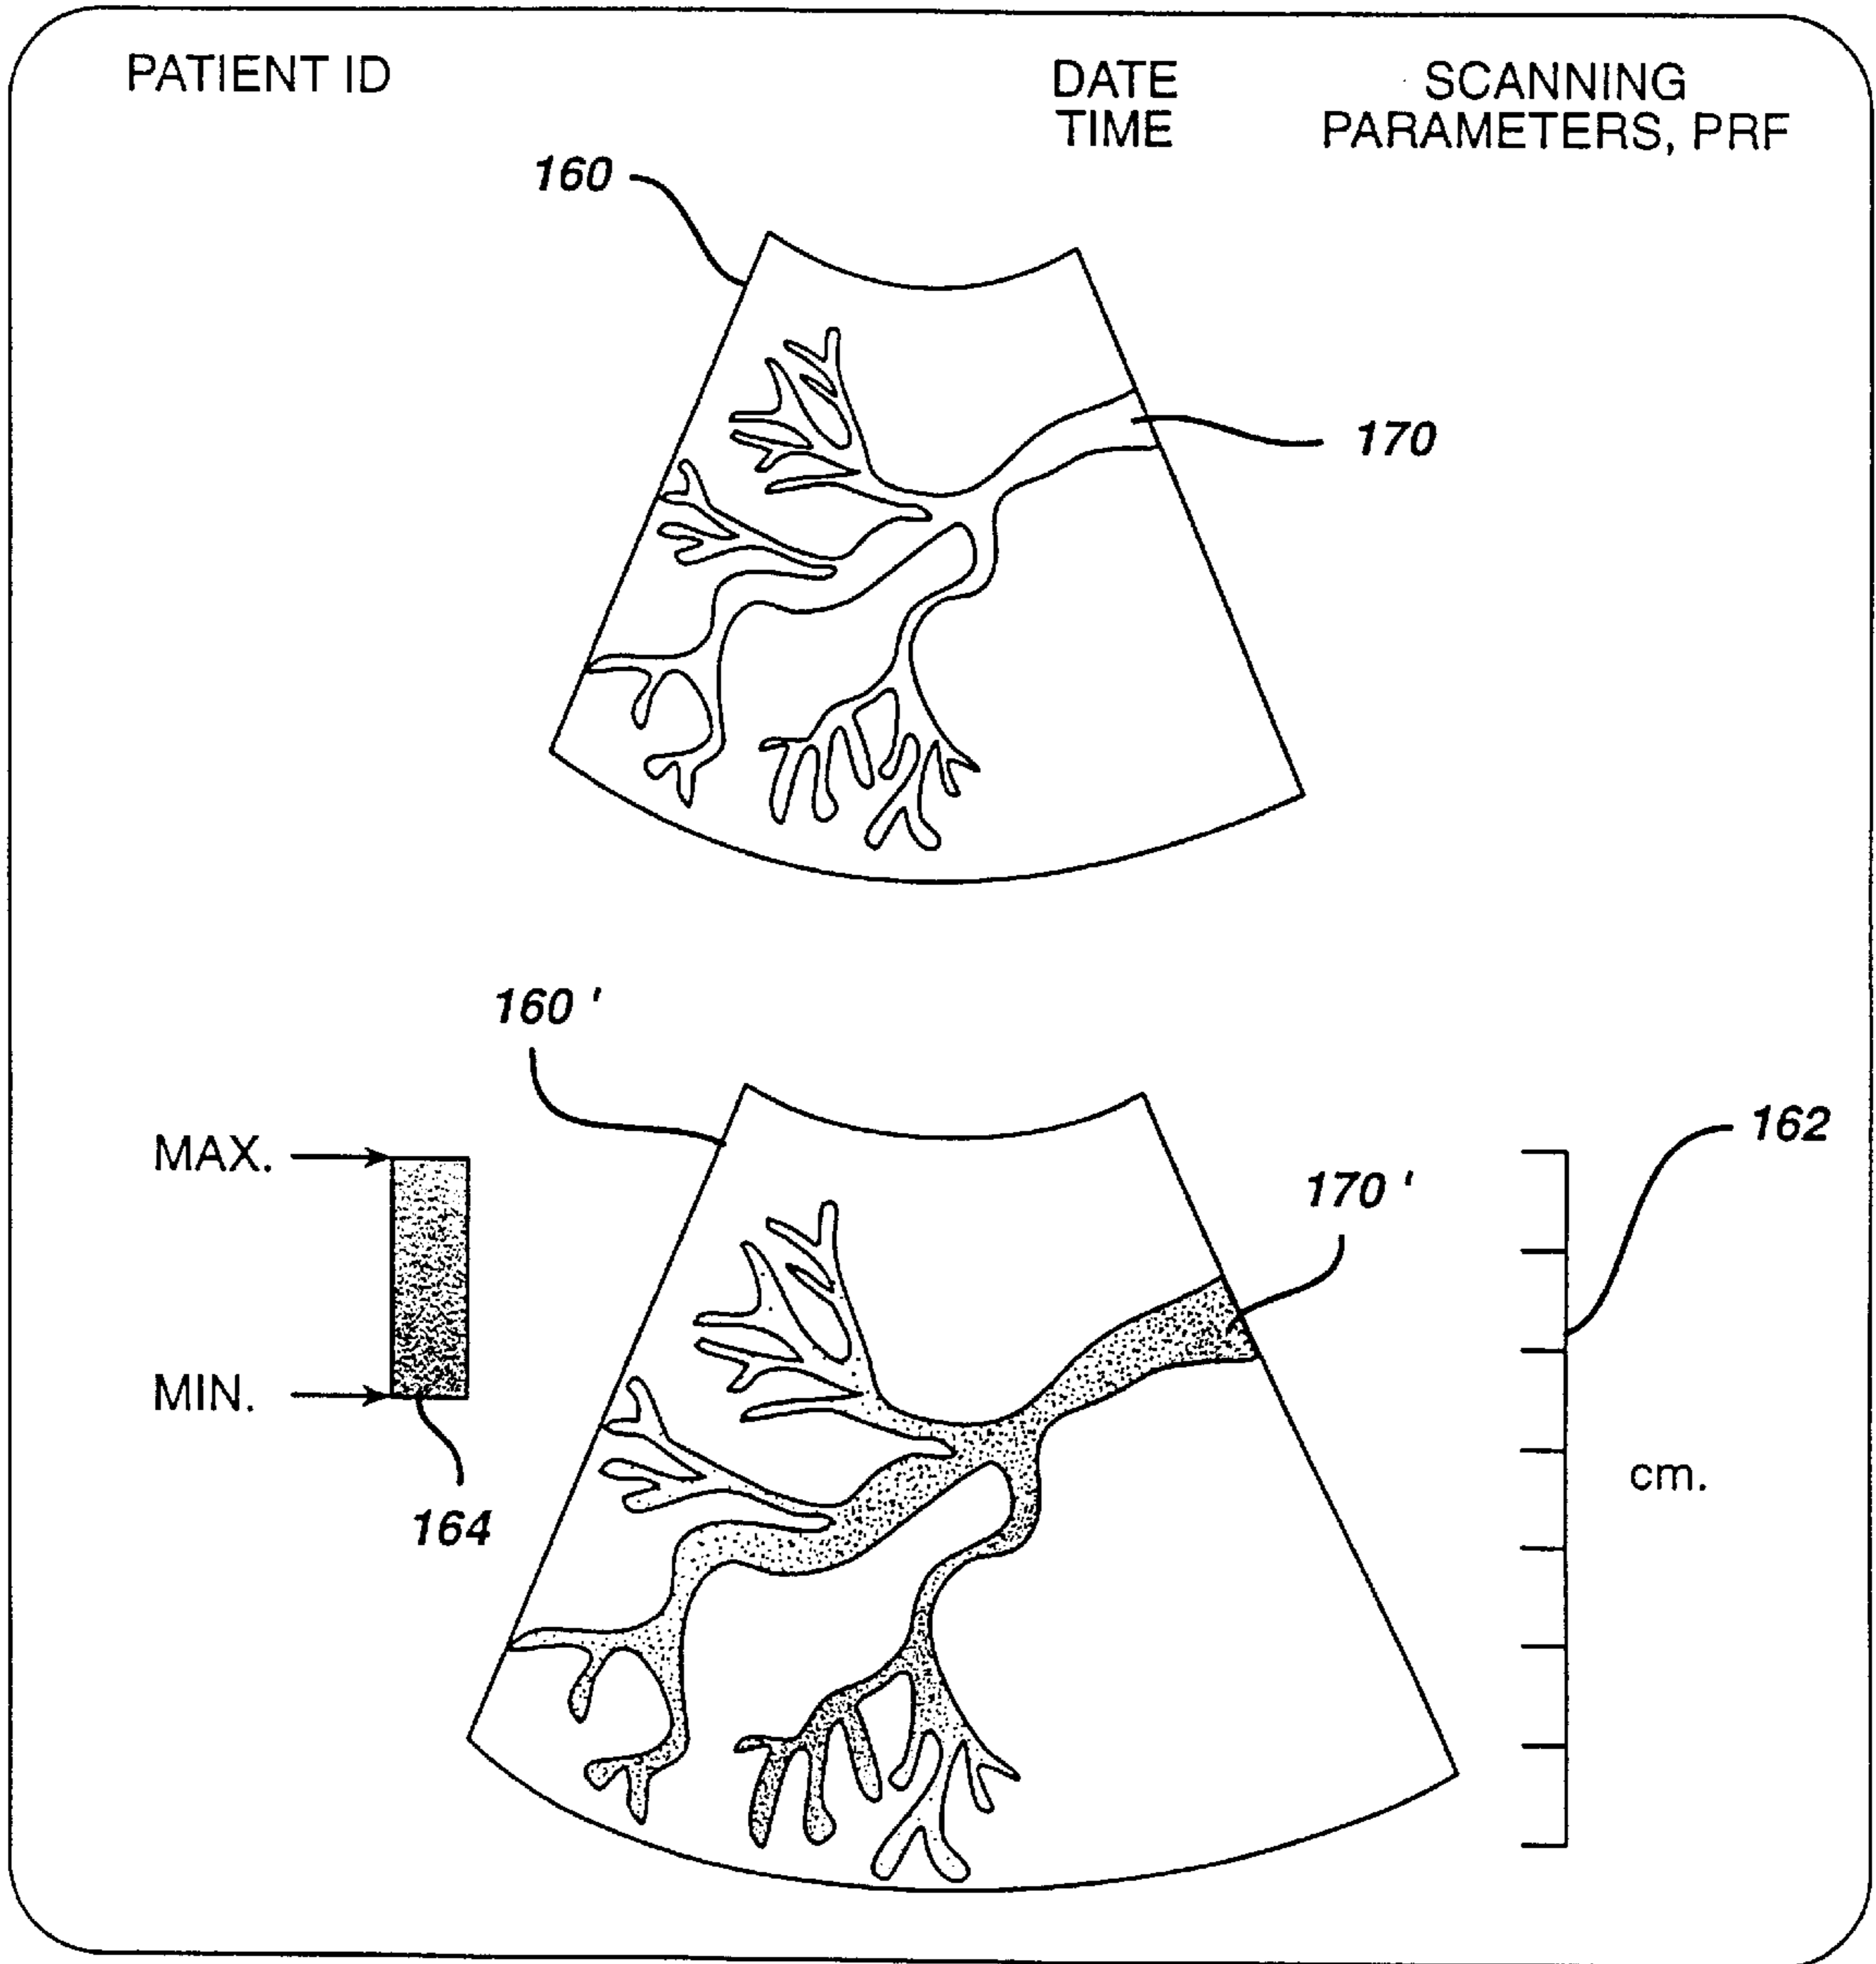 PATIENT ID
DATE
TIME
SCANNING
PARAMETERS, PRF
160
170
160'
MAX.
162
170'
MIN.
cm.
164